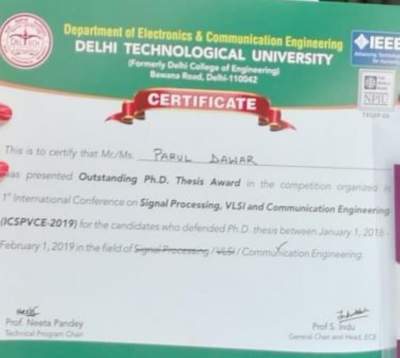 Department of Electronics & Communication Engineering
DELHI TECHNOLOGICAL UNIVERSITY
(Formerly Delhi College of Engineering)
Bawana Road, Delhi-110042
IEEE
NPIU
CERTIFICATE
This is to certify that Mr./Ms. PARUL DAWAR
was presented Outstanding Ph.D. Thesis Award in the competition organized in
1st International Conference on Signal Processing, VLSI and Communication Engineering
(ICSPVCE-2019) for the candidates who defended Ph.D. thesis between January 1, 2018 -
February 1, 2019 in the field of Signal Processing / VLSI / Communication Engineering.
Prof. Neeta Pandey
Technical Program Chair
Prof S. Indu
General Chair and Head, ECE